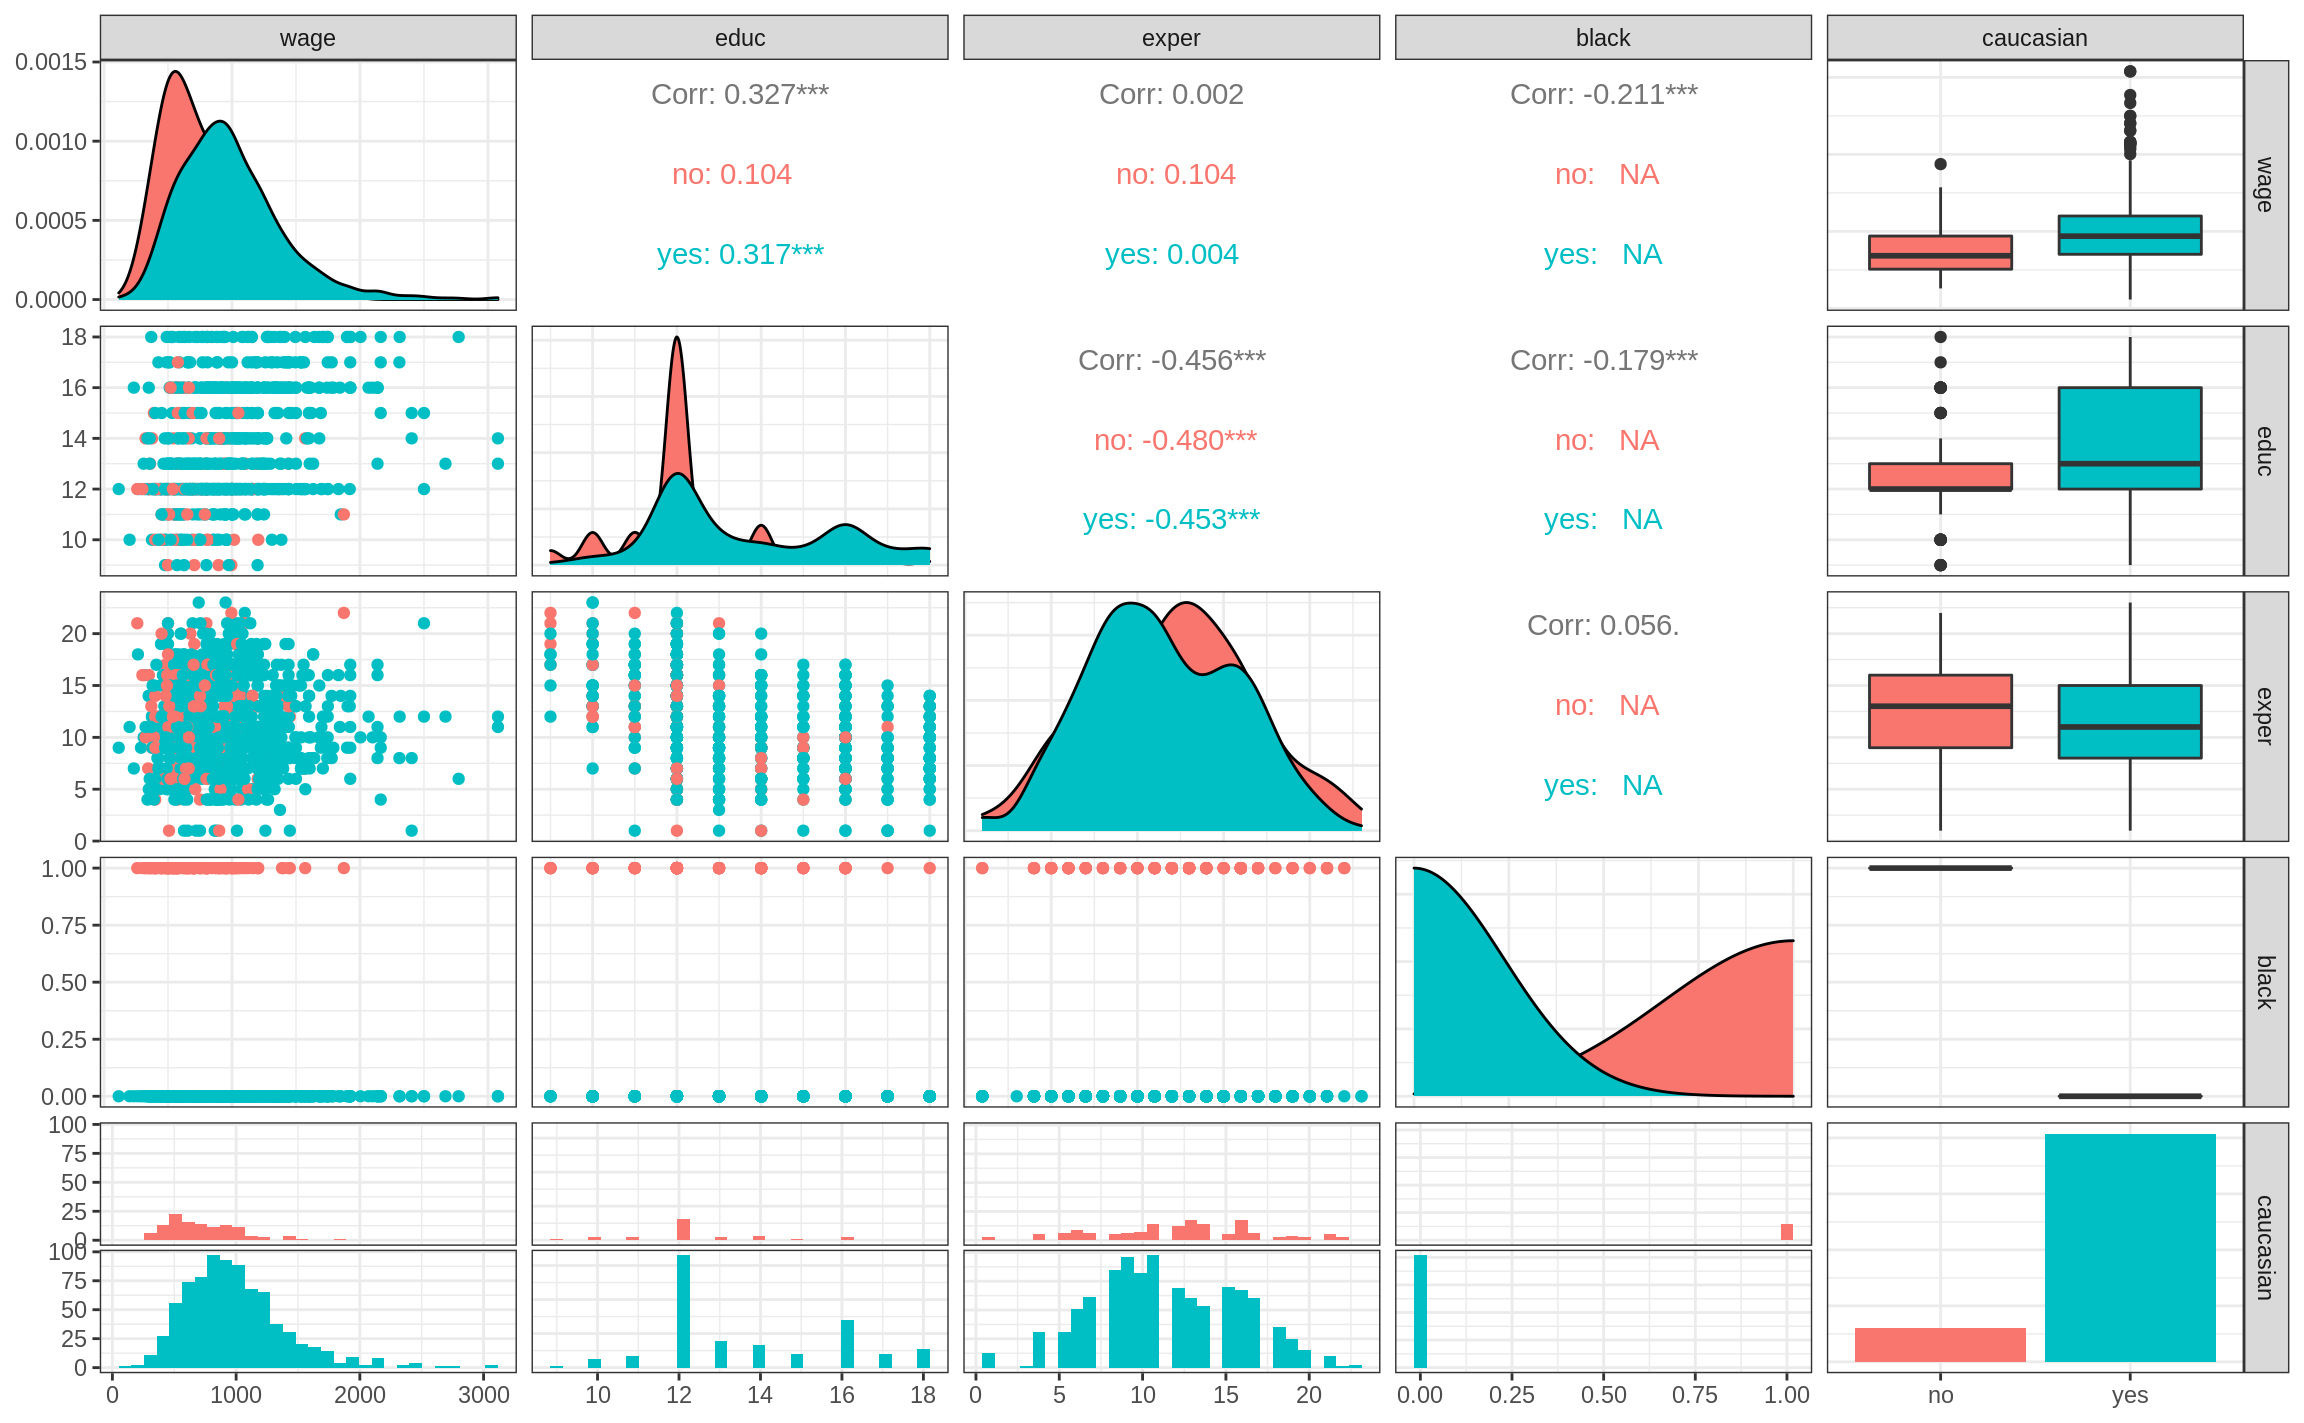 wage educ exper black caucasian
0.0015
0.0010
0.0005
0.0000
Corr: 0.327***
no: 0.104
yes: 0.317***
Corr: 0.002
no: 0.104
yes: 0.004
Corr: -0.211***
no: NA
yes: NA
wage
18
16
14
12
10
Corr: -0.456***
no: -0.480***
yes: -0.453***
Corr: -0.179***
no: NA
yes: NA
educ
20
15
10
5
0
Corr: 0.056.
no: NA
yes: NA
exper
1.00
0.75
0.50
0.25
0.00
black
100
75
50
25
0
100
75
50
25
0
caucasian
0 1000 2000 3000
10 12 14 16 18
0 5 10 15 20
0.00 0.25 0.50 0.75 1.00
no yes